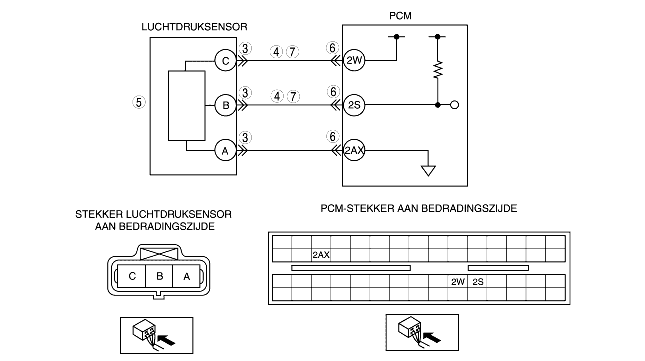 LUCHTDRUKSENSOR
PCM
C 3 4 7 6 2W
5
B 3 4 7 6 2S
A 3 6 2AX
STEKKER LUCHTDRUKSENSOR
AAN BEDRADINGSZIJDE
PCM-STEKKER AAN BEDRADINGSZIJDE
C B A
2AX
2W 2S